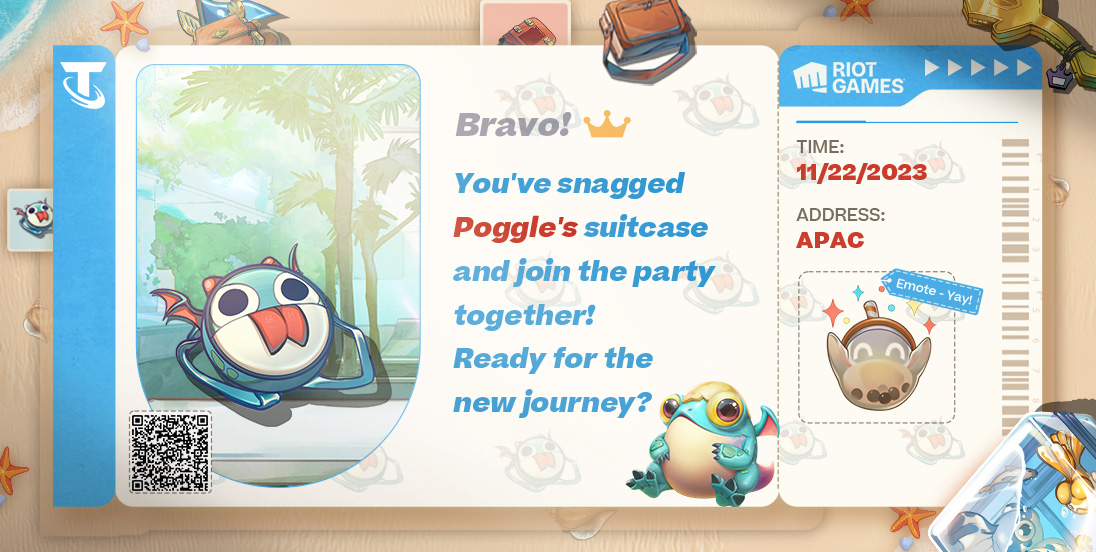 Bravo!
You've snagged
Poggle's suitcase
and join the party
together!
Ready for the
new journey?
RIOT
GAMES
TIME:
11/22/2023
ADDRESS:
APAC
Emote - Yay!